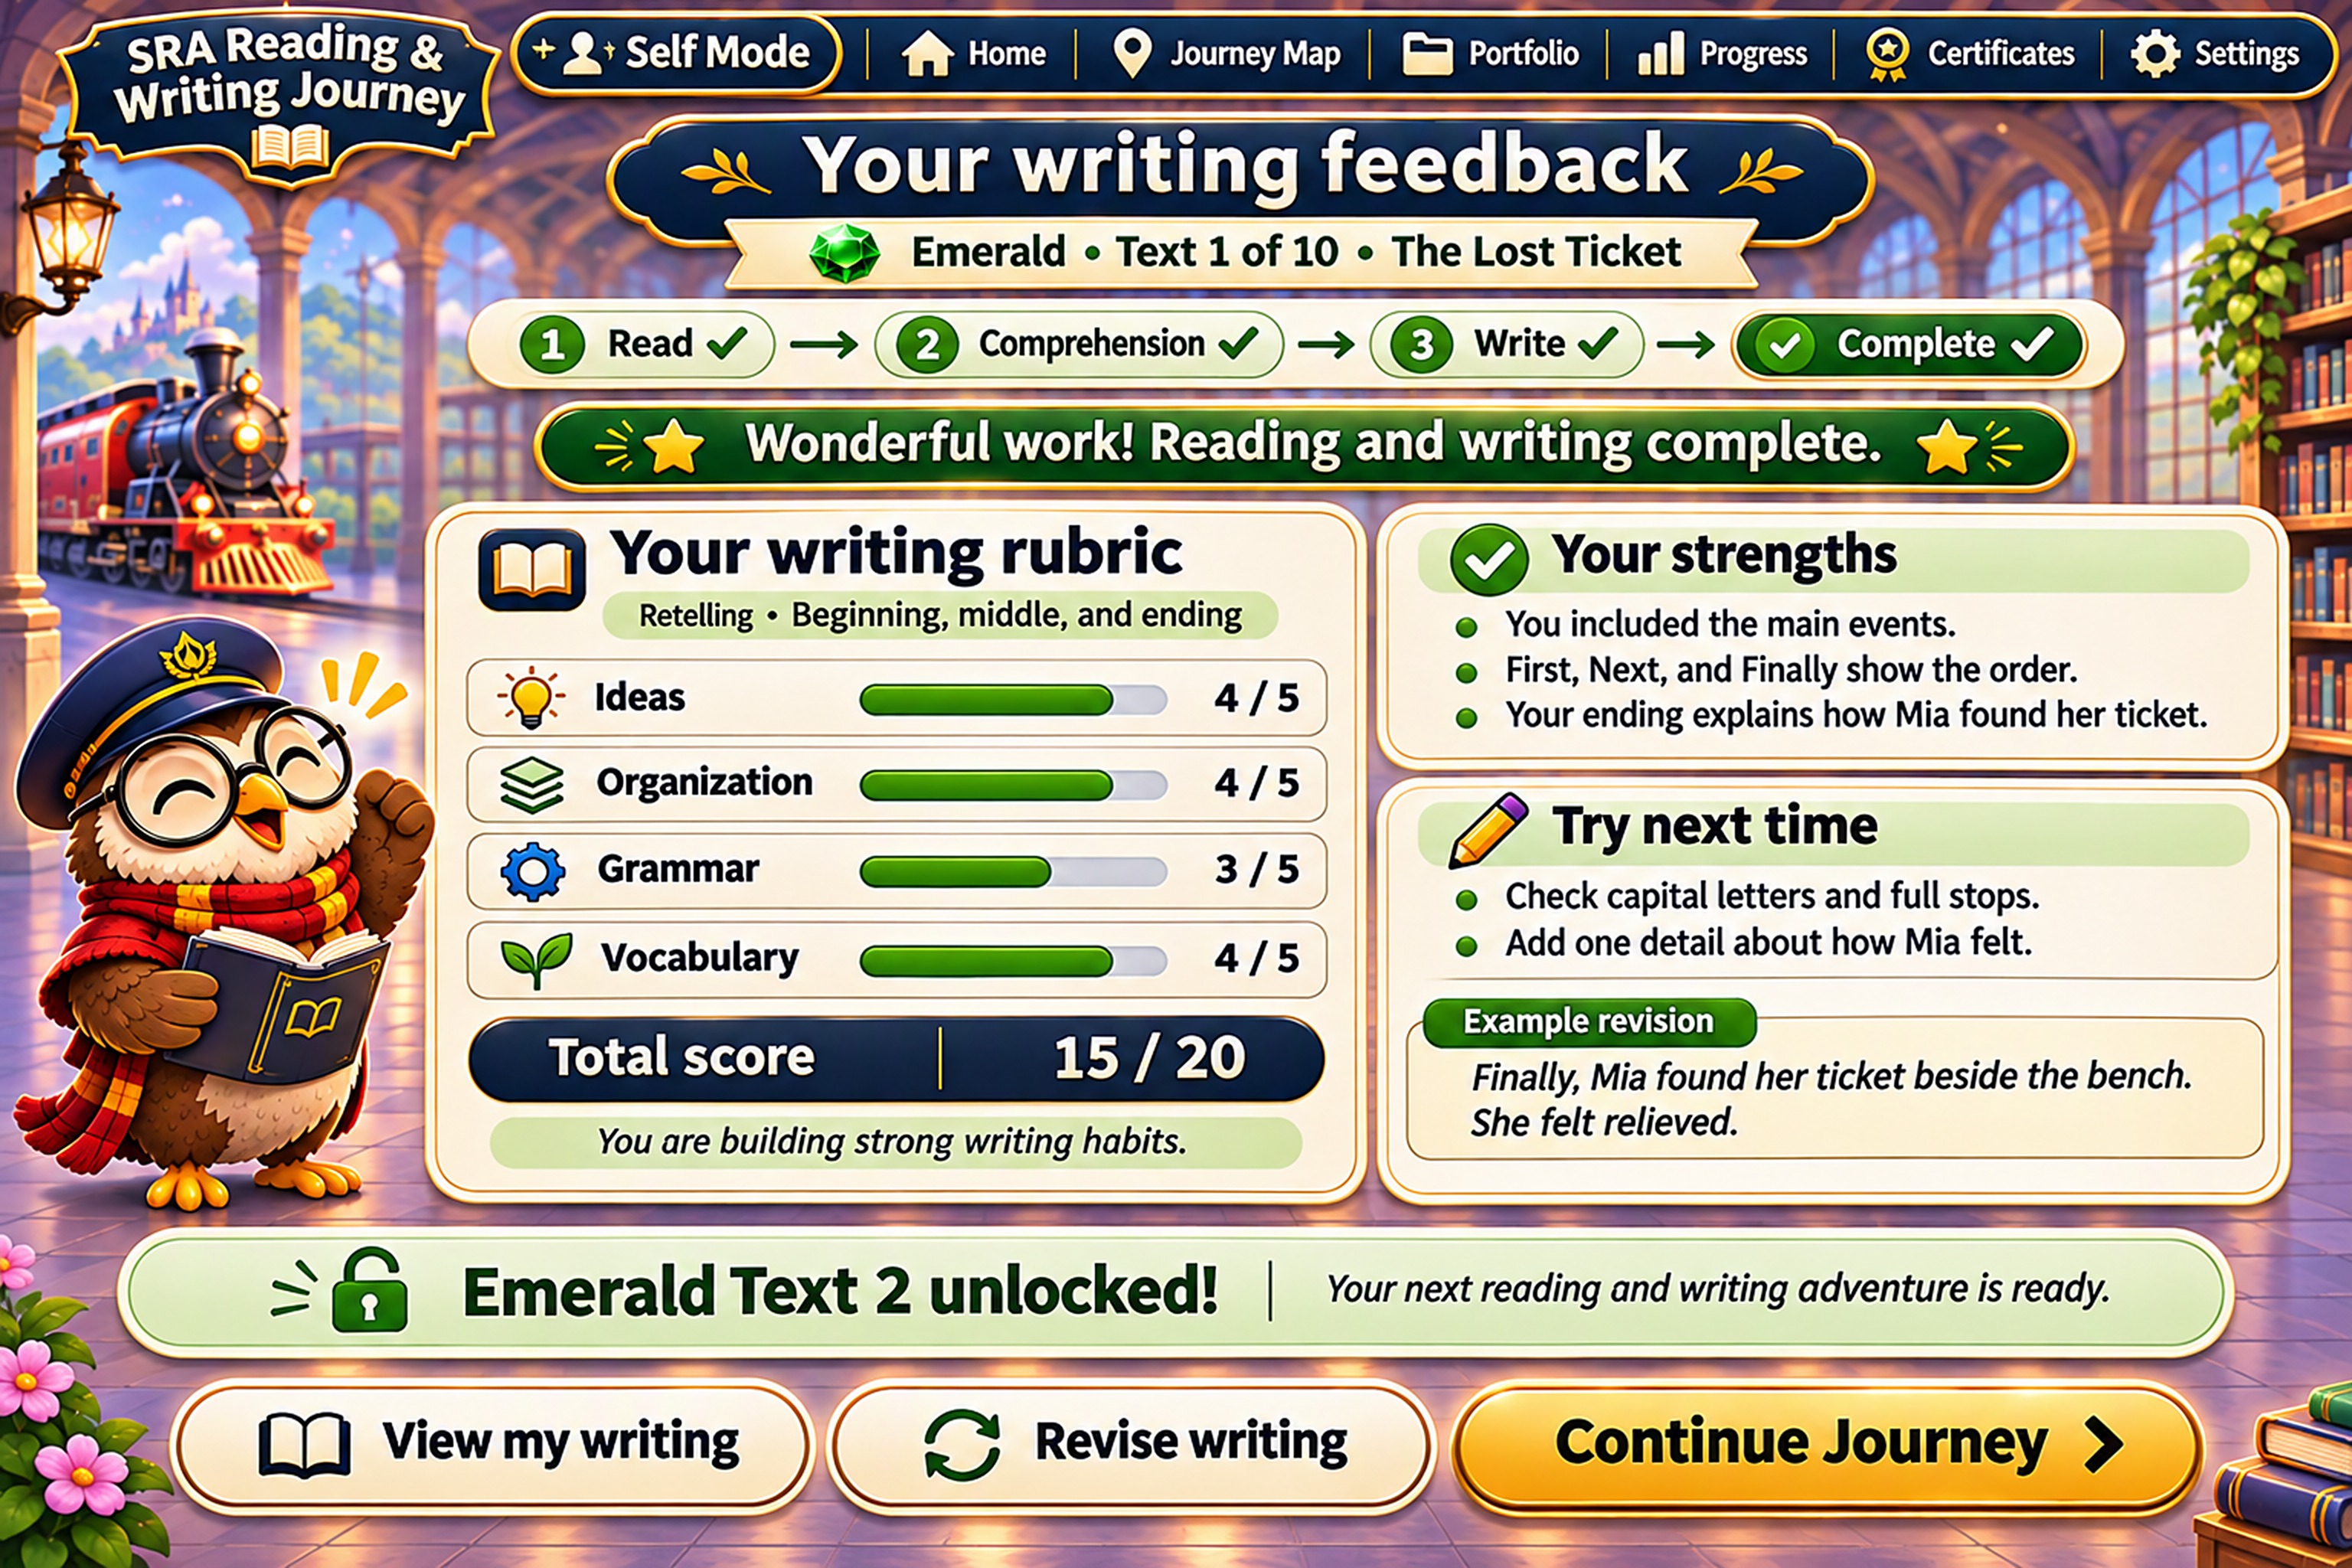 SRA Reading &
Writing Journey
Self Mode
Home
Journey Map
Portfolio
Progress
Certificates
Settings
Your writing feedback
Emerald • Text 1 of 10 • The Lost Ticket
1 Read
2 Comprehension
3 Write
Complete
Wonderful work! Reading and writing complete.
Your writing rubric
Retelling • Beginning, middle, and ending
Ideas 4 / 5
Organization 4 / 5
Grammar 3 / 5
Vocabulary 4 / 5
Total score 15 / 20
You are building strong writing habits.
Your strengths
You included the main events.
First, Next, and Finally show the order.
Your ending explains how Mia found her ticket.
Try next time
Check capital letters and full stops.
Add one detail about how Mia felt.
Example revision
Finally, Mia found her ticket beside the bench.
She felt relieved.
Emerald Text 2 unlocked!
Your next reading and writing adventure is ready.
View my writing
Revise writing
Continue Journey